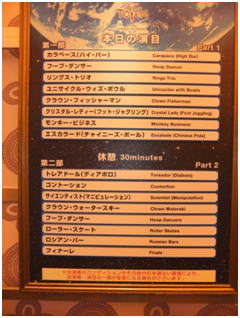 本日の演目
第一部 Part 1
カラペース(ハイ・バー) Carapace (High Bar)
フープ・ダンサー Hoop Dancer
リングス・トリオ Rings Trio
ユニサイクル・ウィズ・ボウル Unicycles with Bowls
クラウン・フィッシャーマン Clown Fisherman
クリスタル・レディー(フット・ジャグリング) Crystal Lady (Foot Juggling)
モンキー・ビジネス Monkey Business
エスカラード(チャイニーズ・ポール) Escalade (Chinese Pole)
休憩 30minutes
第二部 Part 2
トレアドール(ディアボロ) Toreador (Diabolo)
コントーション Contortion
サイエンティスト(マニピュレーション) Scientist (Manipulation)
クラウン・ウォータースキー Clown Waterski
フープ・ダンサー Hoop Dancers
ローラー・スケート Roller Skates
ロシアン・バー Russian Bars
フィナーレ Finale